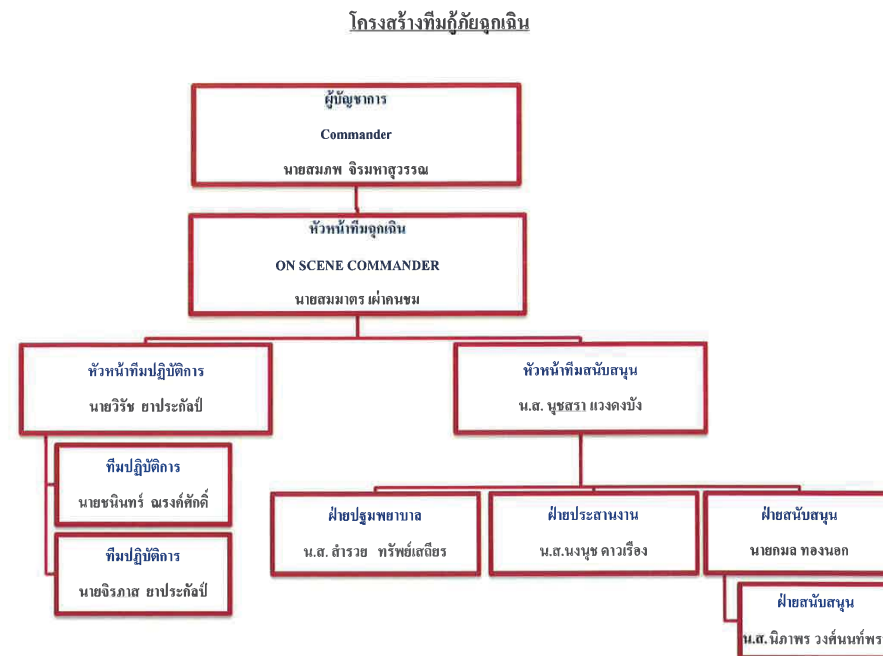 โครงสร้างทีมกู้ภัยฉุกเฉิน
ผู้บัญชาการ
Commander
นายสมภพ จิรมหาสุวรรณ
หัวหน้าทีมฉุกเฉิน
ON SCENE COMMANDER
นายสมมาตร เผ่าคนชม
หัวหน้าทีมปฏิบัติการ
นายวิรัช ยาประกัลป์
ทีมปฏิบัติการ
นายชนินทร์ ณรงค์ศักดิ์
ทีมปฏิบัติการ
นายจิรภาส ยาประกัลป์
หัวหน้าทีมสนับสนุน
น.ส. นุชสรา แวงดงบัง
ฝ่ายปฐมพยาบาล
น.ส. สำรวย ทรัพย์เสถียร
ฝ่ายประสานงาน
น.ส.นงนุช ดาวเรือง
ฝ่ายสนับสนุน
นายกมล ทองนอก
ฝ่ายสนับสนุน
น.ส. นิภาพร วงศ์นนท์พร